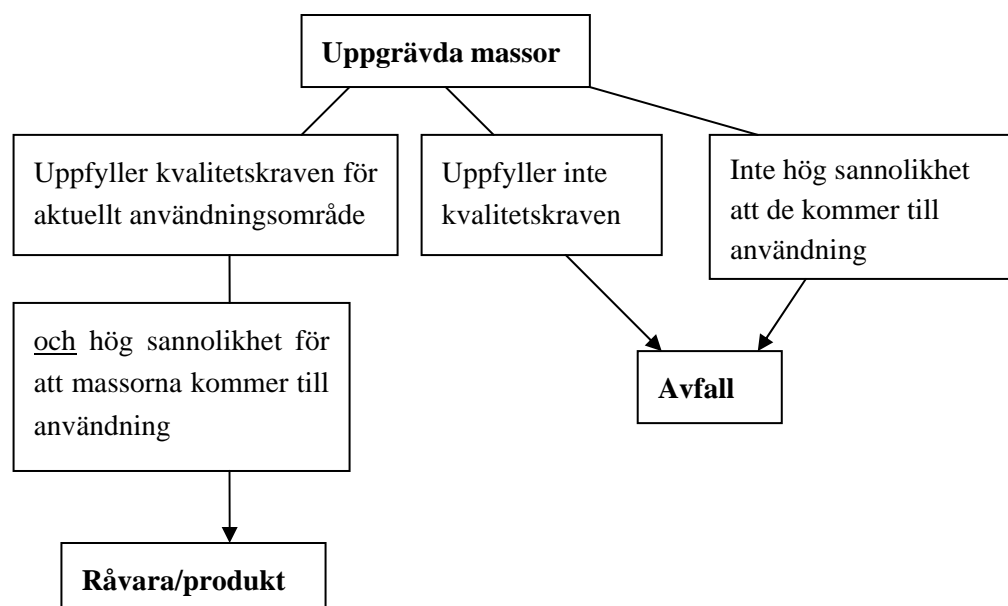 Uppgrävda massor
Uppfyller kvalitetskraven för
aktuellt användningsområde
Uppfyller inte
kvalitetskraven
Inte hög sannolikhet
att de kommer till
användning
och hög sannolikhet för
att massorna kommer till
användning
Avfall
Råvara/produkt